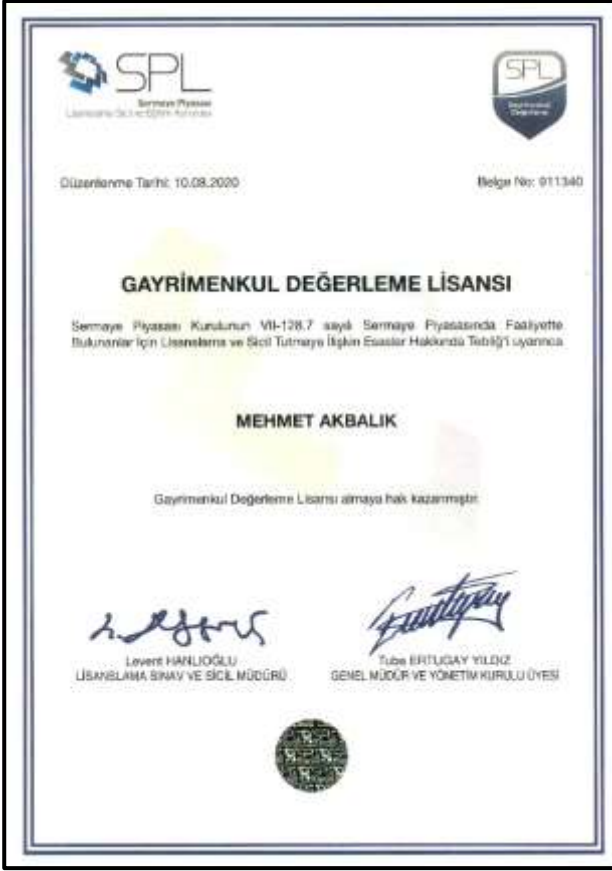 SPL
Sermaye Piyasası
Lisanslama Sicil ve Eğitim Kuruluşu
SPL
Gayrimenkul
Değerleme
Düzenlenme Tarihi: 10.08.2020
Belge No: 911340
GAYRİMENKUL DEĞERLEME LİSANSI
Sermaye Piyasası Kurulunun VII-128.7 sayılı Sermaye Piyasasında Faaliyette
Bulunanlar İçin Lisanslama ve Sicil Tutmaya İlişkin Esaslar Hakkında Tebliğ'i uyarınca
MEHMET AKBALIK
Gayrimenkul Değerleme Lisansı almaya hak kazanmıştır.
Levent HANLIOĞLU
LİSANSLAMA SINAV VE SİCİL MÜDÜRÜ
Tuba ERTUGAY YILDIZ
GENEL MÜDÜR VE YÖNETİM KURULU ÜYESİ